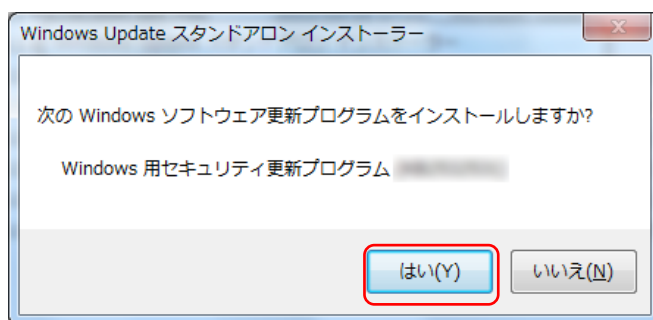 Windows Update スタンドアロン インストーラー
次の Windows ソフトウェア更新プログラムをインストールしますか?
Windows 用セキュリティ更新プログラム
はい(Y)
いいえ(N)